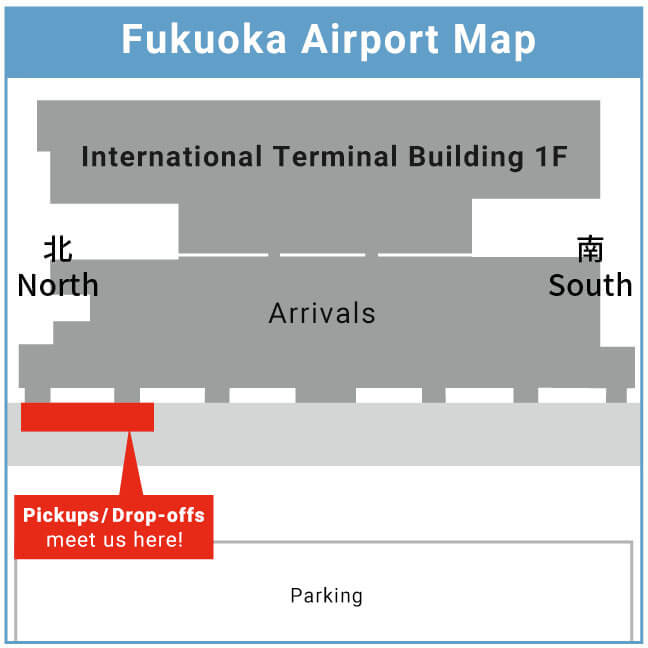 Fukuoka Airport Map
International Terminal Building 1F
北
North
南
South
Arrivals
Pickups/Drop-offs
meet us here!
Parking